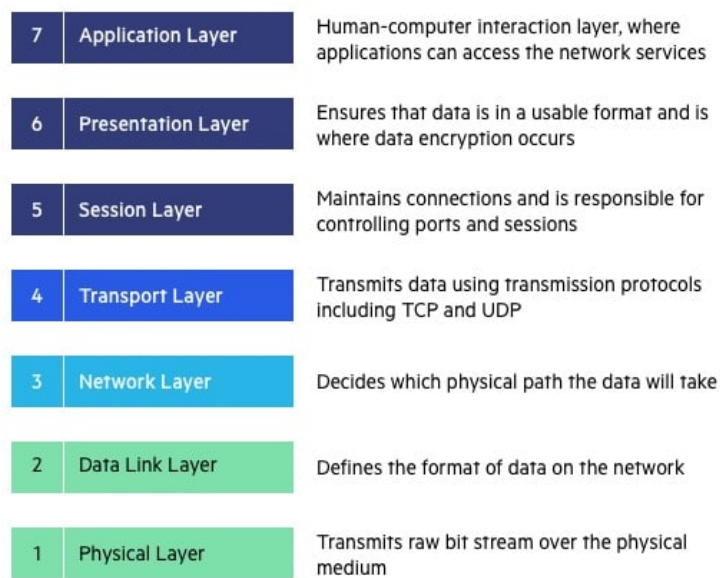 7 Application Layer
Human-computer interaction layer, where
applications can access the network services
6 Presentation Layer
Ensures that data is in a usable format and is
where data encryption occurs
5 Session Layer
Maintains connections and is responsible for
controlling ports and sessions
4 Transport Layer
Transmits data using transmission protocols
including TCP and UDP
3 Network Layer
Decides which physical path the data will take
2 Data Link Layer
Defines the format of data on the network
1 Physical Layer
Transmits raw bit stream over the physical
medium